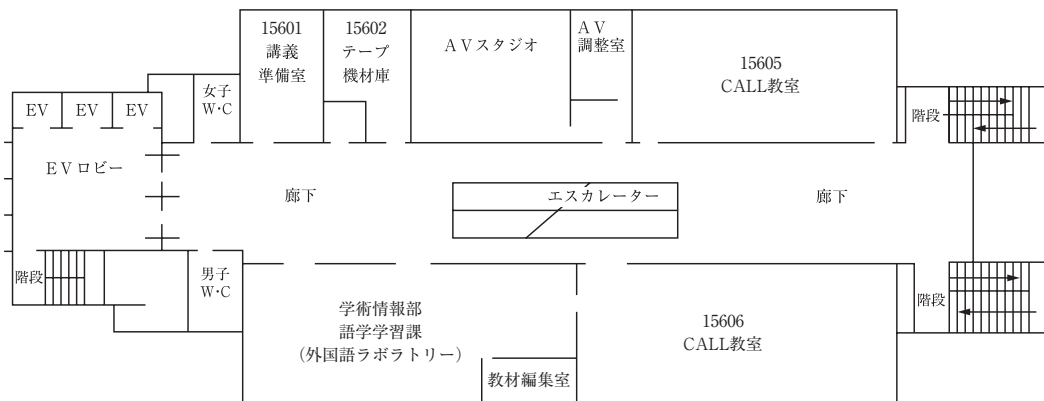 15601
講義
準備室
15602
テープ
機材庫
AVスタジオ
AV
調整室
15605
CALL教室
女子
W・C
EV
EV
EV
階段
EVロビー
エスカレーター
廊下
廊下
階段
男子
W・C
階段
学術情報部
語学学習課
(外国語ラボラトリー)
15606
CALL教室
教材編集室